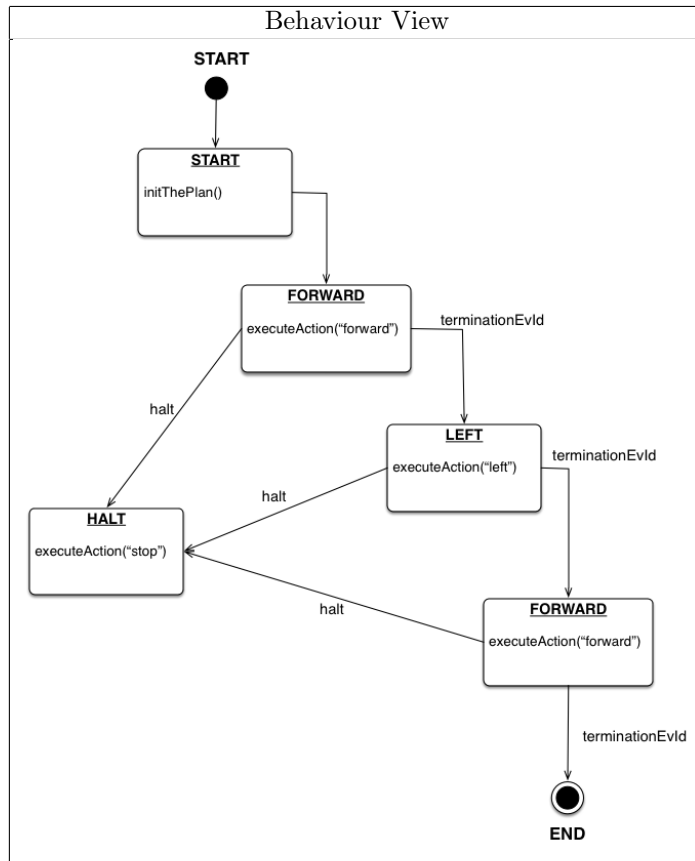 Behaviour View
START
START
initThePlan()
FORWARD
executeAction(“forward”)
terminationEvId
halt
LEFT
executeAction(“left”)
terminationEvId
halt
HALT
executeAction(“stop”)
halt
FORWARD
executeAction(“forward”)
terminationEvId
END